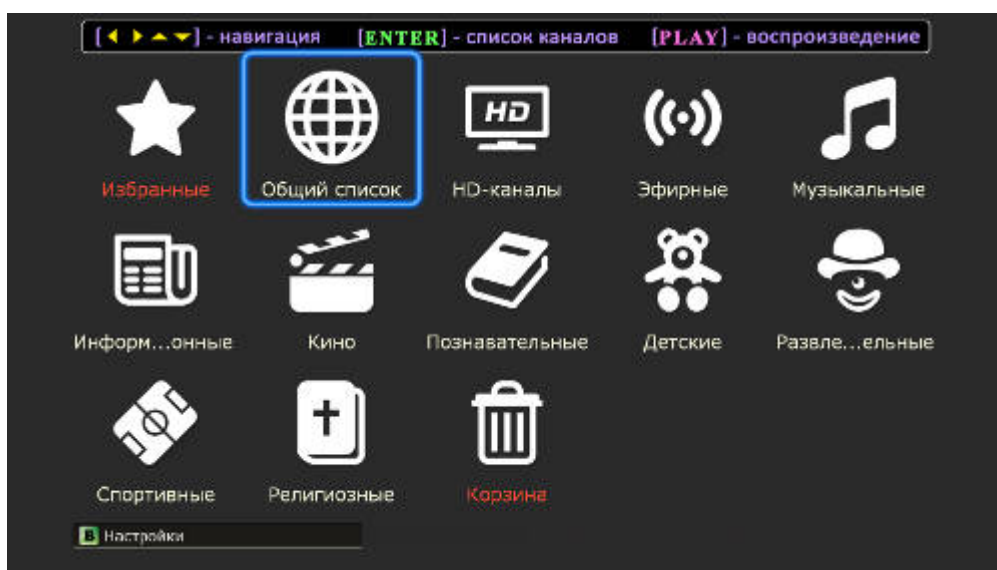 [◄ ► ▲ ▼] - навигация [ENTER] - список каналов [PLAY] - воспроизведение
HD
Избранные Общий список HD-каналы Эфирные Музыкальные
Информ...онные Кино Познавательные Детские Развле...ельные
Спортивные Религиозные Корзина
B Настройки